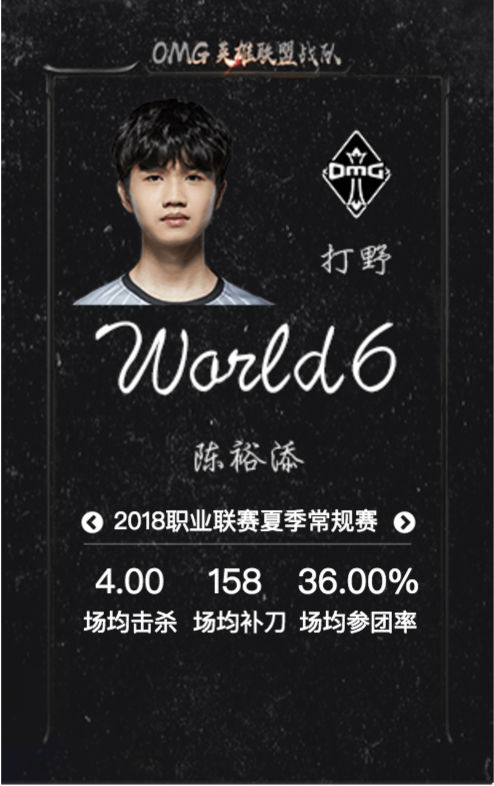 OMG英雄联盟战队
OMG
打野
World6
陈裕添
2018职业联赛夏季常规赛
4.00 158 36.00%
场均击杀 场均补刀 场均参团率